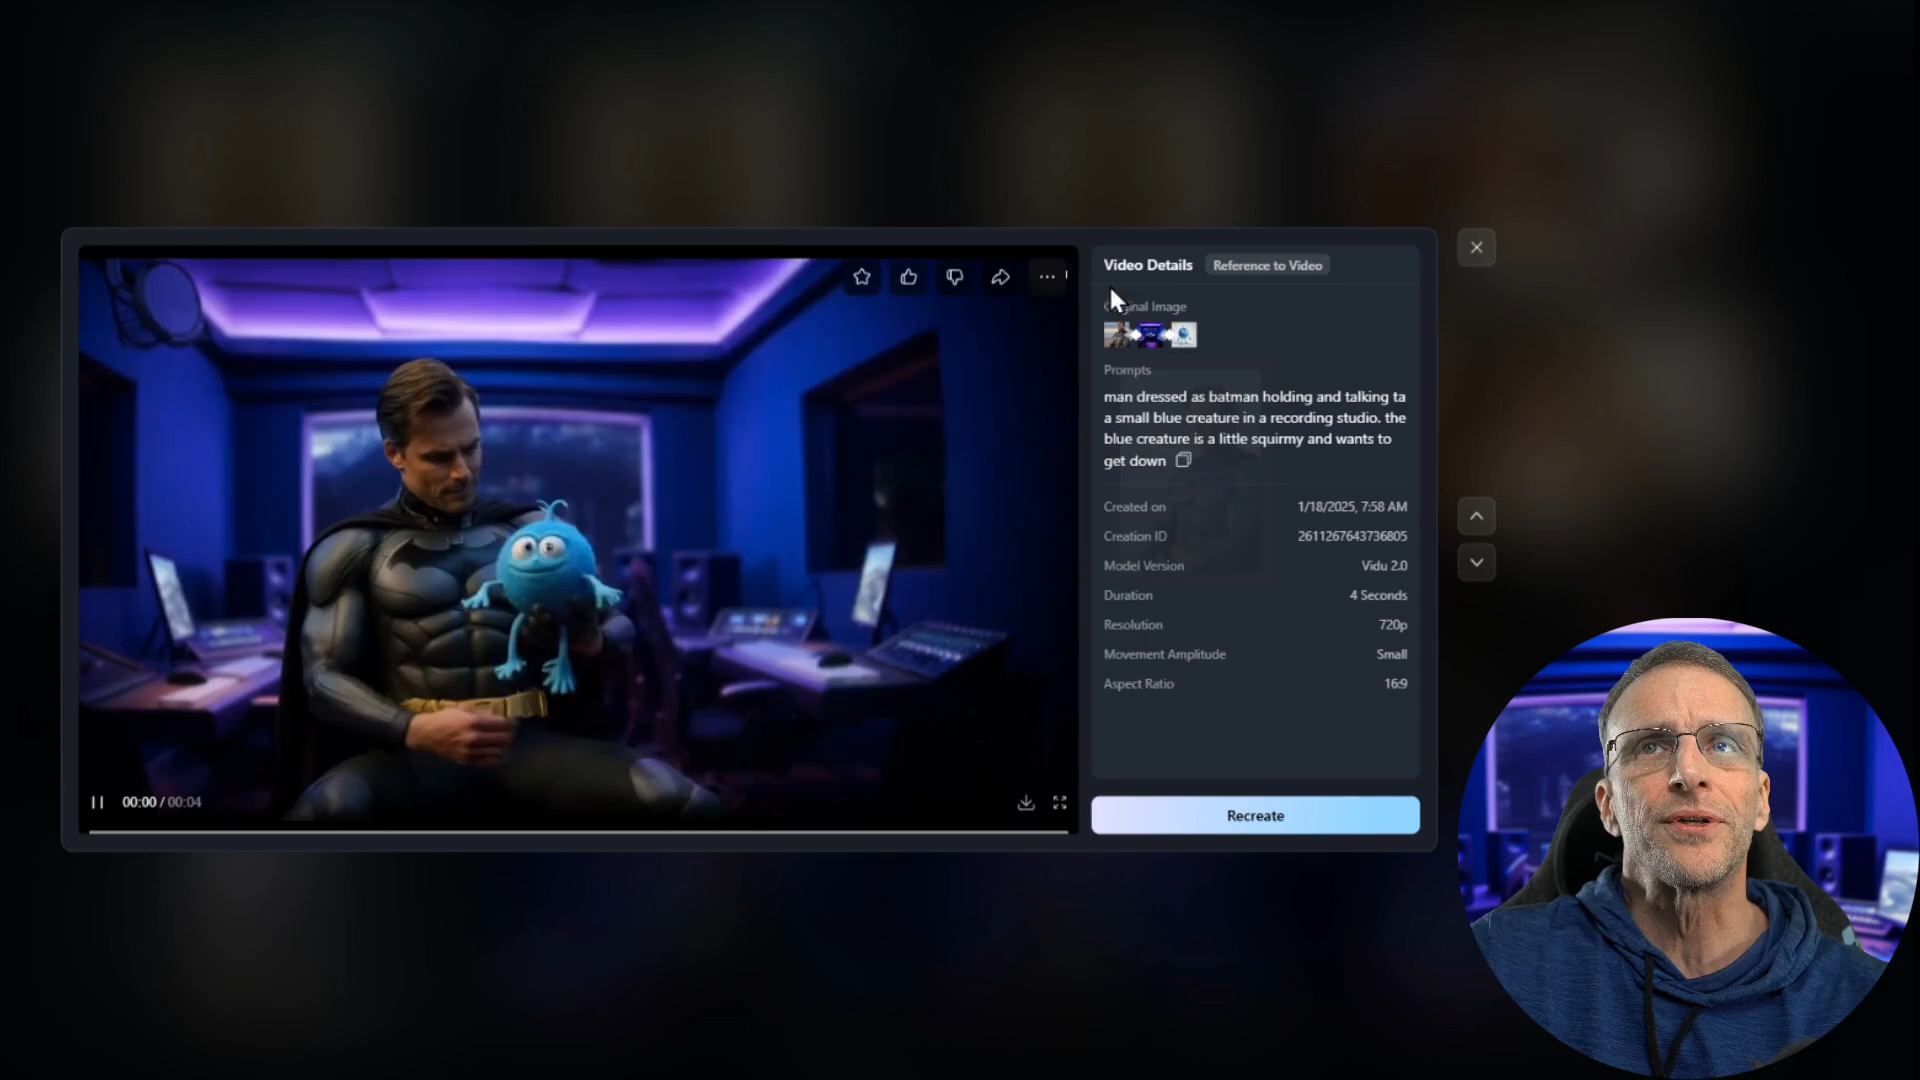 Video Details
Reference to Video
Original Image
Prompts
man dressed as batman holding and talking ta
a small blue creature in a recording studio. the
blue creature is a little squirmy and wants to
get down
Created on 1/18/2025, 7:58 AM
Creation ID 2611267643736805
Model Version Vidu 2.0
Duration 4 Seconds
Resolution 720p
Movement Amplitude Small
Aspect Ratio 16:9
00:00 / 00:04
Recreate